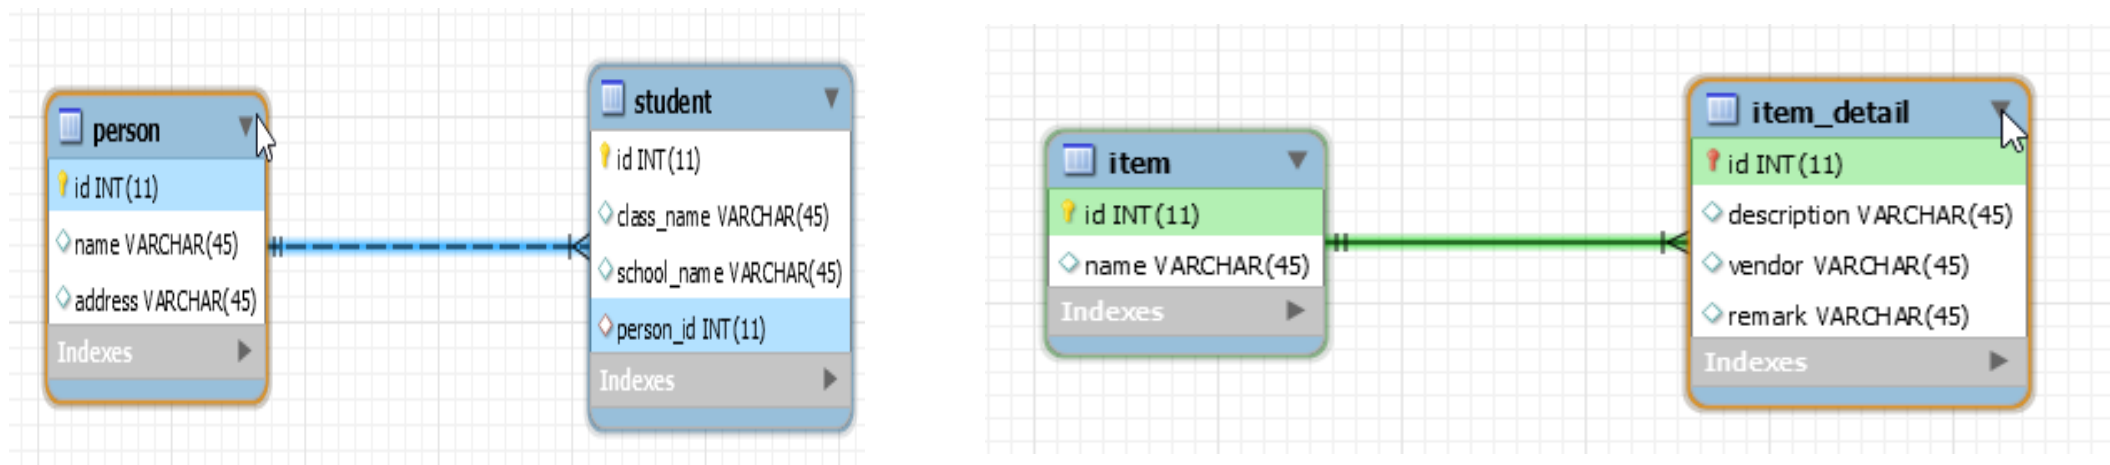 person
id INT(11)
name VARCHAR(45)
address VARCHAR(45)
Indexes
student
id INT(11)
class_name VARCHAR(45)
school_name VARCHAR(45)
person_id INT(11)
Indexes
item
id INT(11)
name VARCHAR(45)
Indexes
item_detail
id INT(11)
description VARCHAR(45)
vendor VARCHAR(45)
remark VARCHAR(45)
Indexes